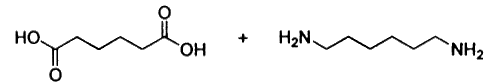 HO
O
O
OH
+
H₂N
NH₂